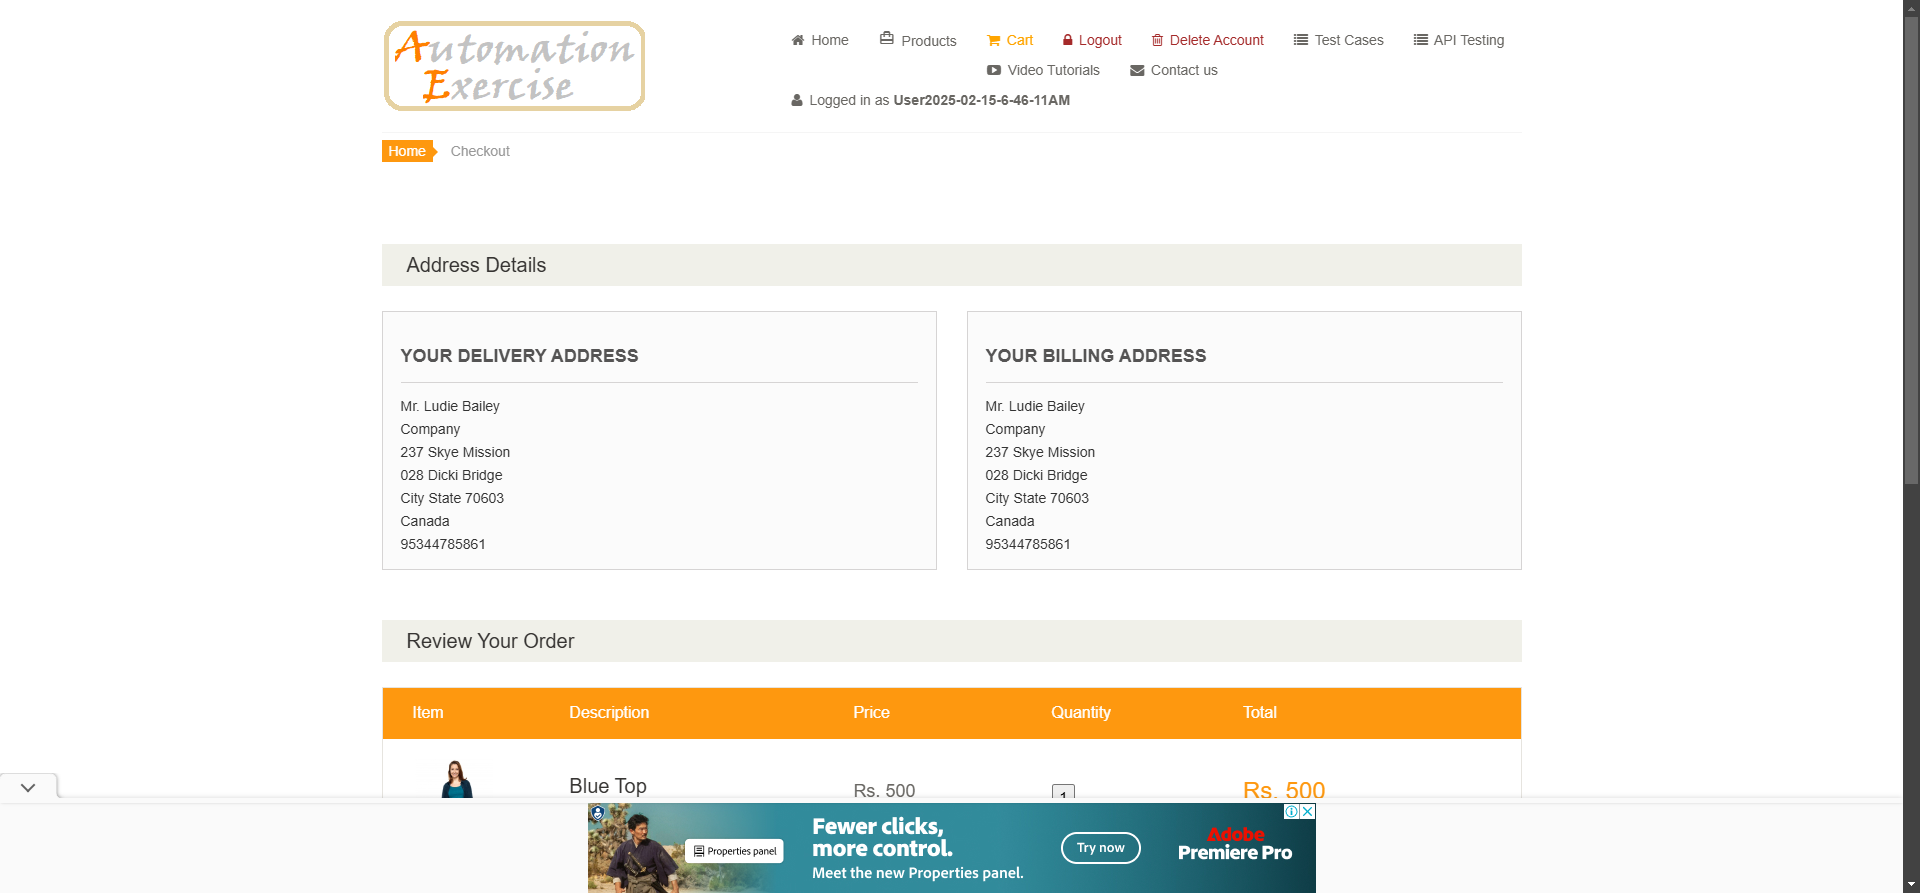 Automation
Exercise
Home
Products
Cart
Logout
Delete Account
Test Cases
API Testing
Video Tutorials
Contact us
Logged in as User2025-02-15-6-46-11AM
Home
Checkout
Address Details
YOUR DELIVERY ADDRESS
Mr. Ludie Bailey
Company
237 Skye Mission
028 Dicki Bridge
City State 70603
Canada
95344785861
YOUR BILLING ADDRESS
Mr. Ludie Bailey
Company
237 Skye Mission
028 Dicki Bridge
City State 70603
Canada
95344785861
Review Your Order
Item Description Price Quantity Total
Blue Top Rs. 500 1 Rs. 500
Properties panel
Fewer clicks,
more control.
Meet the new Properties panel.
Try now
Adobe
Premiere Pro